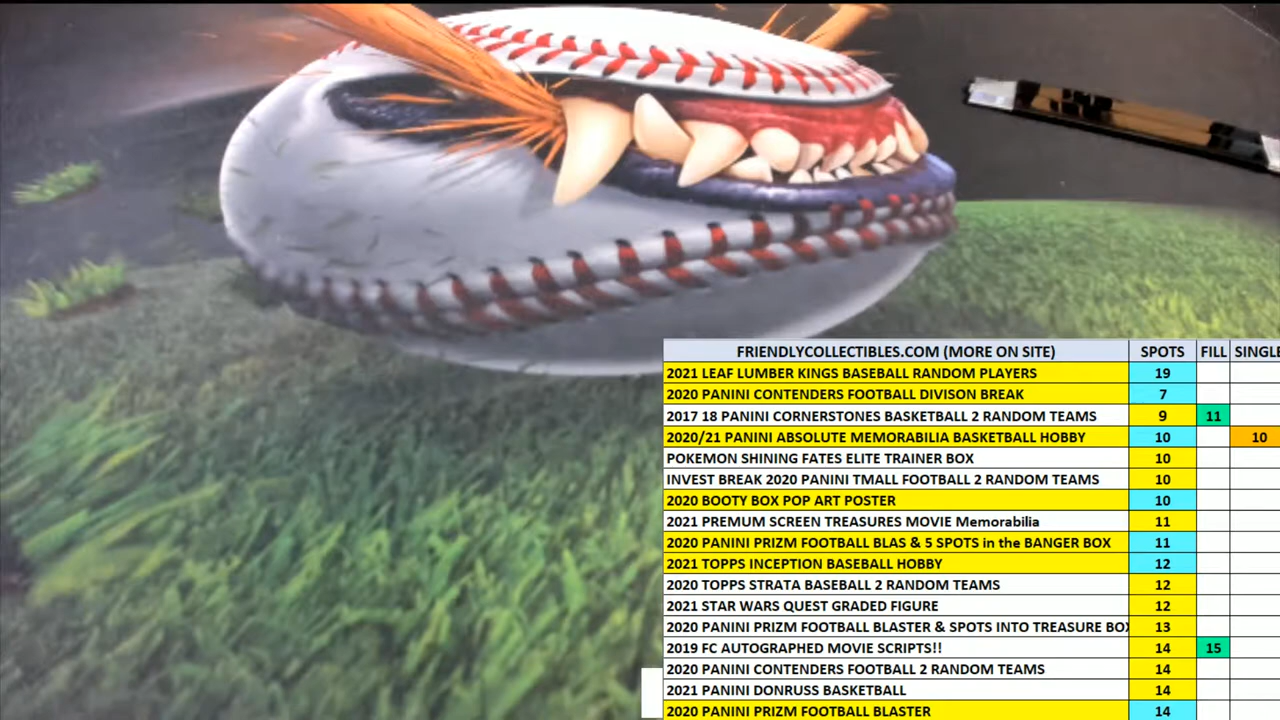 FRIENDLYCOLLECTIBLES.COM (MORE ON SITE) SPOTS FILL SINGLE
2021 LEAF LUMBER KINGS BASEBALL RANDOM PLAYERS 19
2020 PANINI CONTENDERS FOOTBALL DIVISON BREAK 7
2017 18 PANINI CORNERSTONES BASKETBALL 2 RANDOM TEAMS 9 11
2020/21 PANINI ABSOLUTE MEMORABILIA BASKETBALL HOBBY 10 10
POKEMON SHINING FATES ELITE TRAINER BOX 10
INVEST BREAK 2020 PANINI TMALL FOOTBALL 2 RANDOM TEAMS 10
2020 BOOTY BOX POP ART POSTER 10
2021 PREMUM SCREEN TREASURES MOVIE Memorabilia 11
2020 PANINI PRIZM FOOTBALL BLAS & 5 SPOTS in the BANGER BOX 11
2021 TOPPS INCEPTION BASEBALL HOBBY 12
2020 TOPPS STRATA BASEBALL 2 RANDOM TEAMS 12
2021 STAR WARS QUEST GRADED FIGURE 12
2020 PANINI PRIZM FOOTBALL BLASTER & SPOTS INTO TREASURE BOX 13
2019 FC AUTOGRAPHED MOVIE SCRIPTS!! 14 15
2020 PANINI CONTENDERS FOOTBALL 2 RANDOM TEAMS 14
2021 PANINI DONRUSS BASKETBALL 14
2020 PANINI PRIZM FOOTBALL BLASTER 14